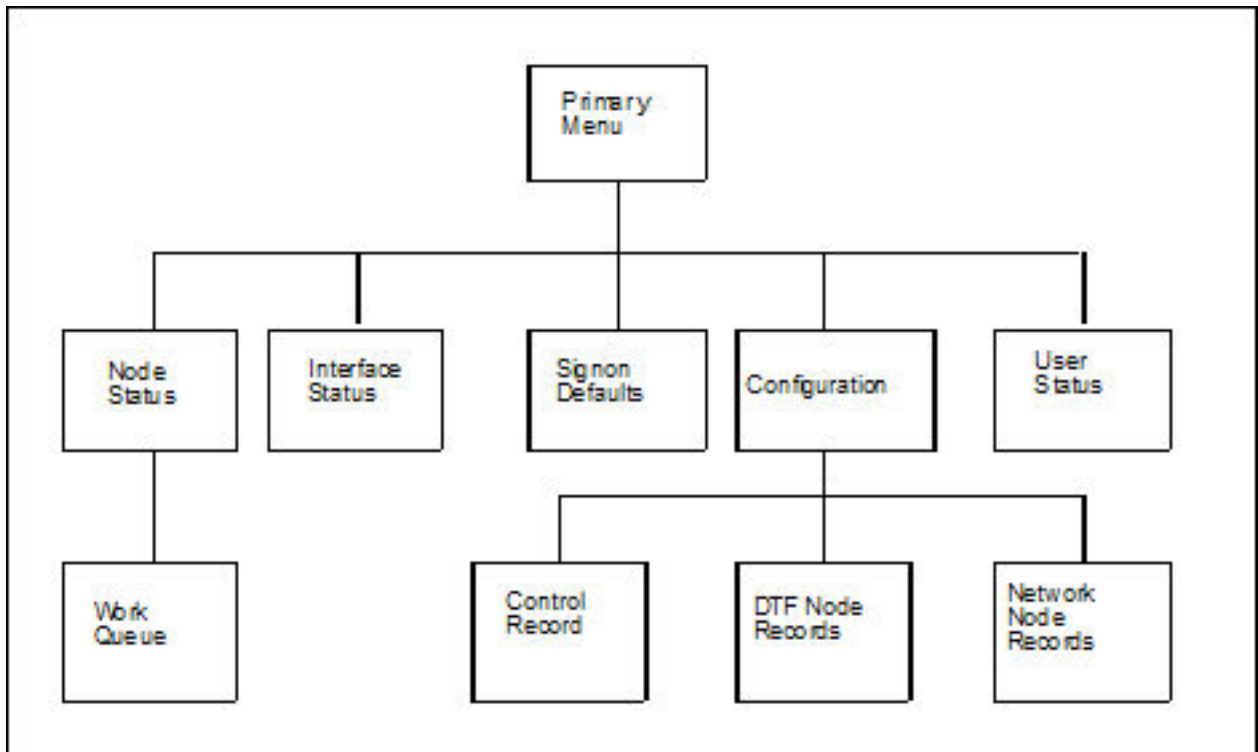 Primary
Menu
Node
Status
Interface
Status
Signon
Defaults
Configuration
User
Status
Work
Queue
Control
Record
DTF Node
Records
Network
Node
Records